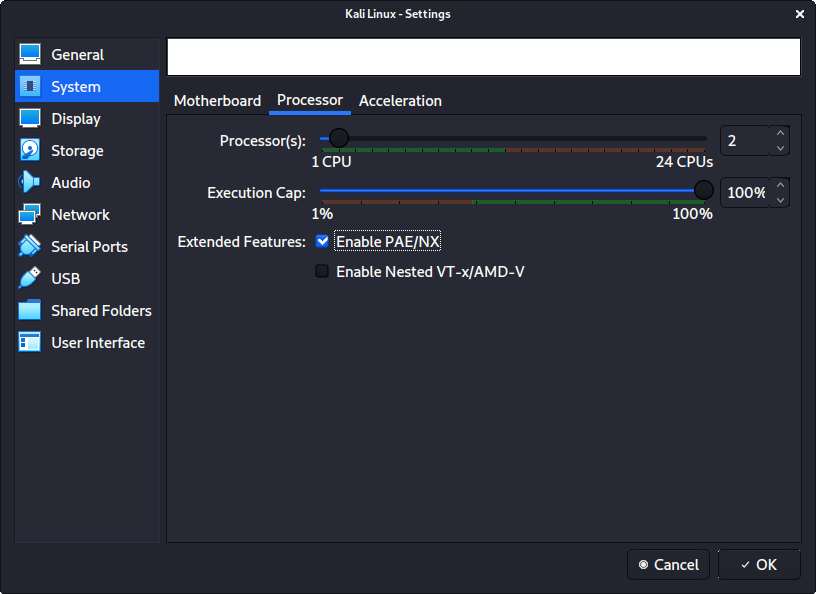 Kali Linux - Settings
General
System
Display
Storage
Audio
Network
Serial Ports
USB
Shared Folders
User Interface
Motherboard Processor Acceleration
Processor(s): 2
1 CPU 24 CPUs
Execution Cap: 100%
1% 100%
Extended Features: Enable PAE/NX
Enable Nested VT-x/AMD-V
Cancel OK